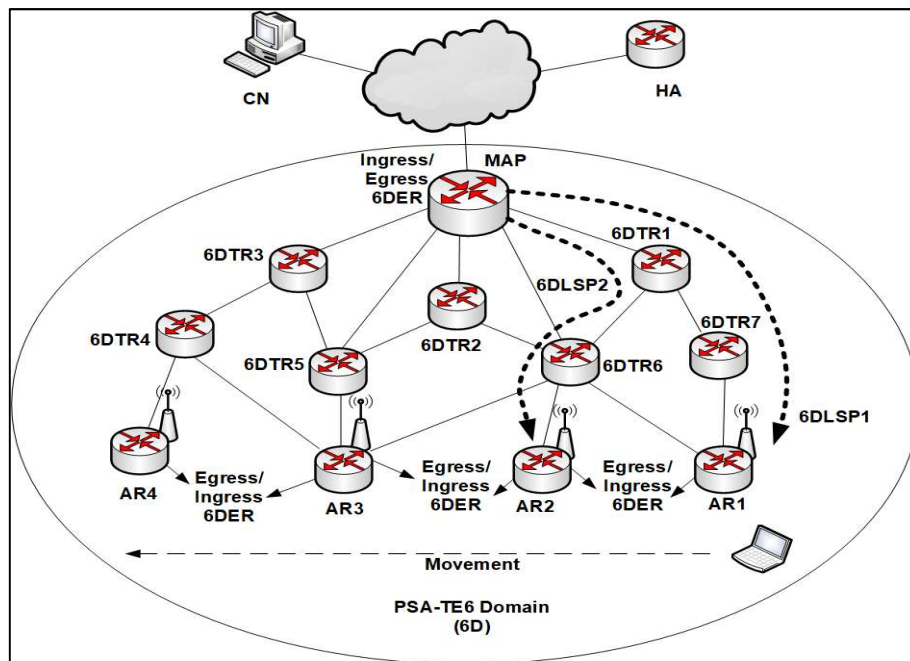 CN
HA
Ingress/
Egress
6DER
MAP
6DTR3
6DTR1
6DLSP2
6DTR4
6DTR7
6DTR5
6DTR2
6DTR6
6DLSP1
Egress/
Ingress
6DER
Egress/
Ingress
6DER
Egress/
Ingress
6DER
AR4
AR3
AR2
AR1
Movement
PSA-TE6 Domain
(6D)